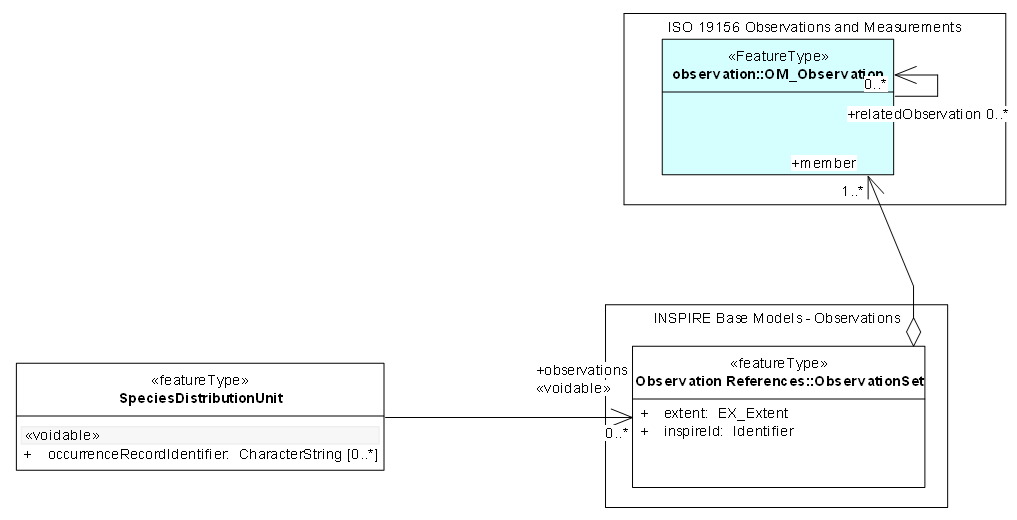 ISO 19156 Observations and Measurements
«FeatureType»
observation::OM_Observation
0..*
+relatedObservation 0..*
+member
1..*
INSPIRE Base Models - Observations
«featureType»
Observation References::ObservationSet
+ extent: EX_Extent
+ inspireId: Identifier
+observations
«voidable»
0..*
«featureType»
SpeciesDistributionUnit
«voidable»
+ occurrenceRecordIdentifier: CharacterString [0..*]